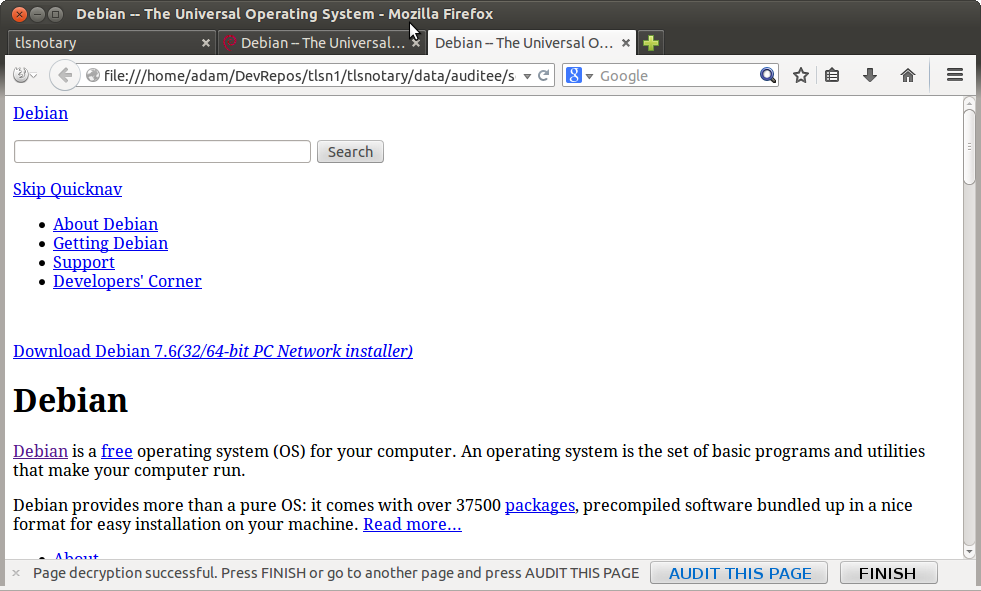 Debian -- The Universal Operating System - Mozilla Firefox
tlsnotary
Debian -- The Universal...
Debian -- The Universal O...
file:///home/adam/DevRepos/tlsn1/tlsnotary/data/auditee/s
Google
Debian
Search
Skip Quicknav
About Debian
Getting Debian
Support
Developers' Corner
Download Debian 7.6(32/64-bit PC Network installer)
Debian
Debian is a free operating system (OS) for your computer. An operating system is the set of basic programs and utilities
that make your computer run.
Debian provides more than a pure OS: it comes with over 37500 packages, precompiled software bundled up in a nice
format for easy installation on your machine. Read more...
About
Page decryption successful. Press FINISH or go to another page and press AUDIT THIS PAGE
AUDIT THIS PAGE
FINISH